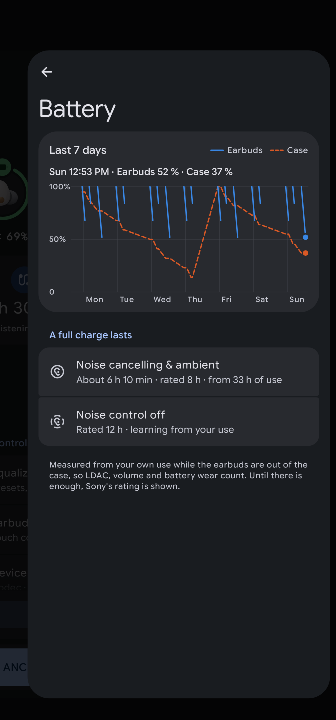 Battery
Last 7 days
Earbuds
Case
Sun 12:53 PM · Earbuds 52 % · Case 37 %
100%
50%
0
Mon Tue Wed Thu Fri Sat Sun
A full charge lasts
Noise cancelling & ambient
About 6 h 10 min · rated 8 h · from 33 h of use
Noise control off
Rated 12 h · learning from your use
Measured from your own use while the earbuds are out of the
case, so LDAC, volume and battery wear count. Until there is
enough, Sony's rating is shown.
69%
ANC